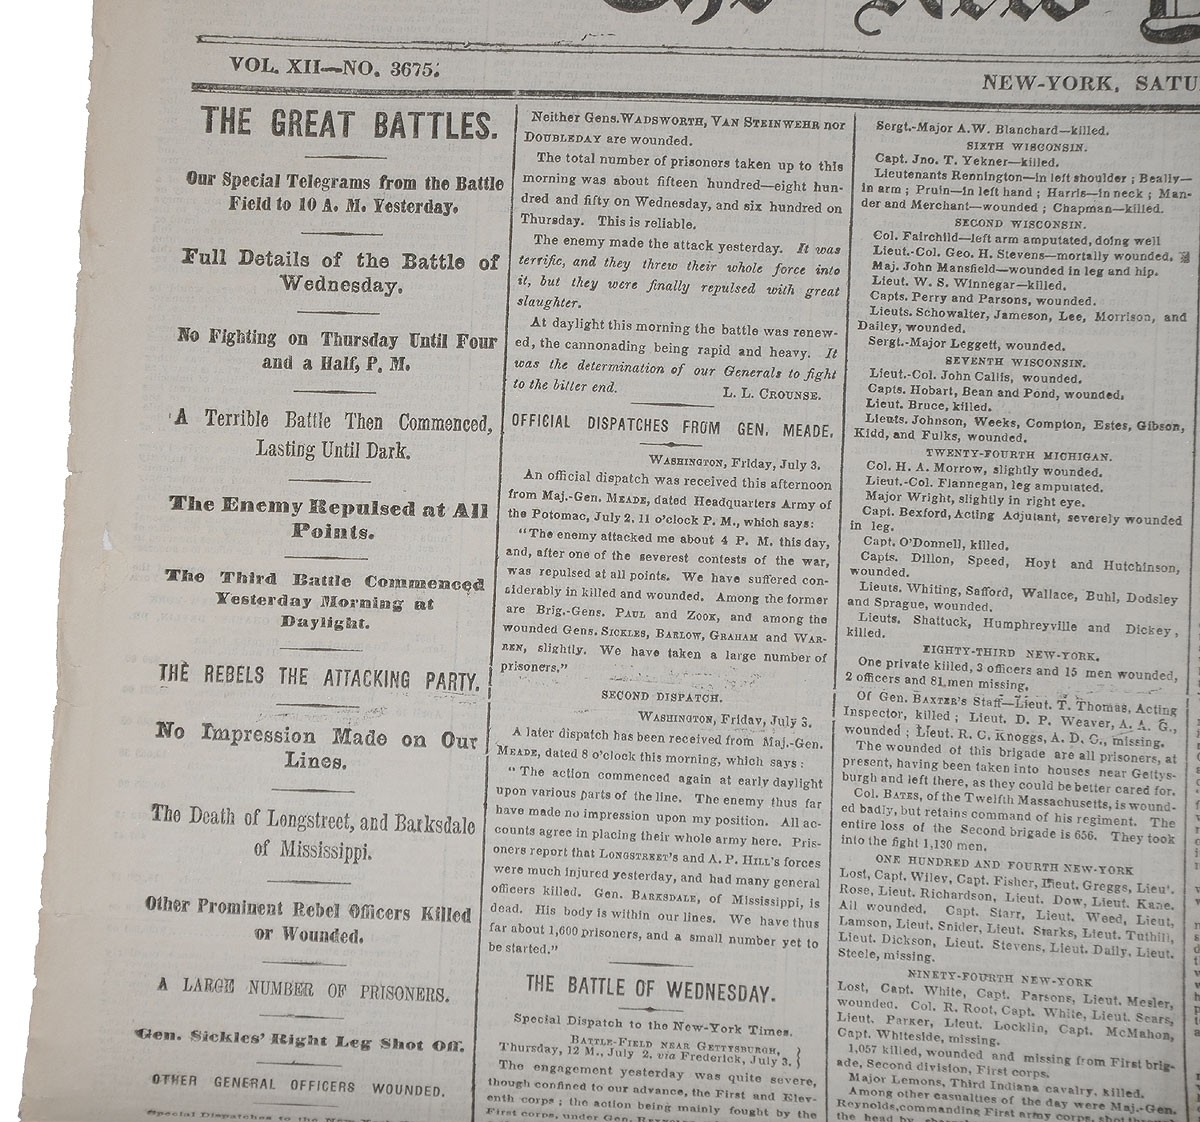 The New
VOL. XII—NO. 3675.
NEW-YORK, SATU
THE GREAT BATTLES.
Our Special Telegrams from the Battle
Field to 10 A. M. Yesterday.
Full Details of the Battle of
Wednesday.
No Fighting on Thursday Until Four
and a Half, P. M.
A Terrible Battle Then Commenced,
Lasting Until Dark.
The Enemy Repulsed at All
Points.
The Third Battle Commenced
Yesterday Morning at
Daylight.
THE REBELS THE ATTACKING PARTY.
No Impression Made on Our
Lines.
The Death of Longstreet, and Barksdale
of Mississippi.
Other Prominent Rebel Officers Killed
or Wounded.
A LARGE NUMBER OF PRISONERS.
Gen. Sickles' Right Leg Shot Off.
OTHER GENERAL OFFICERS WOUNDED.
Special Dispatches to the New
Neither Gens. WADSWORTH, VAN STEINWEHR nor
DOUBLEDAY are wounded.
The total number of prisoners taken up to this
morning was about fifteen hundred—eight hun-
dred and fifty on Wednesday, and six hundred on
Thursday. This is reliable.
The enemy made the attack yesterday. It was
terrific, and they threw their whole force into
it, but they were finally repulsed with great
slaughter.
At daylight this morning the battle was renew-
ed, the cannonading being rapid and heavy. It
was the determination of our Generals to fight
to the bitter end. L. L. CROUNSE.
OFFICIAL DISPATCHES FROM GEN. MEADE.
WASHINGTON, Friday, July 3.
An official dispatch was received this afternoon
from Maj.-Gen. MEADE, dated Headquarters Army of
the Potomac, July 2, 11 o'clock P. M., which says:
"The enemy attacked me about 4 P. M. this day,
and, after one of the severest contests of the war,
was repulsed at all points. We have suffered con-
siderably in killed and wounded. Among the former
are Brig.-Gens. PAUL and ZOOK, and among the
wounded Gens. SICKLES, BARLOW, GRAHAM and WAR-
REN, slightly. We have taken a large number of
prisoners."
SECOND DISPATCH.
WASHINGTON, Friday, July 3.
A later dispatch has been received from Maj.-Gen.
MEADE, dated 8 o'clock this morning, which says:
"The action commenced again at early daylight
upon various parts of the line. The enemy thus far
have made no impression upon my position. All ac-
counts agree in placing their whole army here. Pris-
oners report that LONGSTREET'S and A. P. HILL'S forces
were much injured yesterday, and had many general
officers killed. Gen. BARKSDALE, of Mississippi, is
dead. His body is within our lines. We have thus
far about 1,600 prisoners, and a small number yet to
be started."
THE BATTLE OF WEDNESDAY.
Special Dispatch to the New-York Times.
BATTLE-FIELD NEAR GETTYSBURGH,
Thursday, 12 M., July 2, via Frederick, July 3.
The engagement yesterday was quite severe,
though confined to our advance, the First and Elev-
enth corps; the action being mainly fought by the
First corps, under Gen. REYNOLDS
Sergt.-Major A.W. Blanchard—killed.
SIXTH WISCONSIN.
Capt. Jno. T. Yekner—killed.
Lieutenants Rennington—in left shoulder; Beally—
in arm; Pruin—in left hand; Harris—in neck; Man-
der and Merchant—wounded; Chapman—killed.
SECOND WISCONSIN.
Col. Fairchild—left arm amputated, doing well
Lieut.-Col. Geo. H. Stevens—mortally wounded.
Maj. John Mansfield—wounded in leg and hip.
Lieut. W. S. Winnegar—killed.
Capts. Perry and Parsons, wounded.
Lieuts. Schowalter, Jameson, Lee, Morrison, and
Dailey, wounded.
Sergt.-Major Leggett, wounded.
SEVENTH WISCONSIN.
Lieut.-Col. John Callis, wounded.
Capts. Hobart, Bean and Pond, wounded.
Lieut. Bruce, killed.
Lieuts. Johnson, Weeks, Compton, Estes, Gibson,
Kidd, and Fulks, wounded.
TWENTY-FOURTH MICHIGAN.
Col. H. A. Morrow, slightly wounded.
Lieut.-Col. Flannegan, leg amputated.
Major Wright, slightly in right eye.
Capt. Bexford, Acting Adjutant, severely wounded
in leg.
Capt. O'Donnell, killed.
Capts. Dillon, Speed, Hoyt and Hutchinson,
wounded.
Lieuts. Whiting, Safford, Wallace, Buhl, Dodsley
and Sprague, wounded.
Lieuts. Shattuck, Humphreyville and Dickey,
killed.
EIGHTY-THIRD NEW-YORK.
One private killed, 3 officers and 15 men wounded,
2 officers and 81 men missing.
Of Gen. BAXTER'S Staff—Lieut. T. Thomas, Acting
Inspector, killed; Lieut. D. P. Weaver, A. A. G.,
wounded; Lieut. R. C. Knoggs, A. D. C., missing.
The wounded of this brigade are all prisoners, at
present, having been taken into houses near Gettys-
burgh and left there, as they could be better cared for.
Col. BATES, of the Twelfth Massachusetts, is wound-
ed badly, but retains command of his regiment. The
entire loss of the Second brigade is 656. They took
into the fight 1,130 men.
ONE HUNDRED AND FOURTH NEW-YORK
Lost, Capt. Wiley, Capt. Fisher, Lieut. Greggs, Lieut.
Rose, Lieut. Richardson, Lieut. Dow, Lieut. Kane.
All wounded. Capt. Starr, Lieut. Weed, Lieut.
Lamson, Lieut. Snider, Lieut. Starks, Lieut. Tuthill,
Lieut. Dickson, Lieut. Stevens, Lieut. Daily, Lieut.
Steele, missing.
NINETY-FOURTH NEW-YORK
Lost, Capt. White, Capt. Parsons, Lieut. Mesler,
wounded. Col. R. Root, Capt. White, Lieut. Sears,
Lieut. Parker, Lieut. Locklin, Capt. McMahon,
Capt. Whiteside, missing.
1,057 killed, wounded and missing from First brig-
ade, Second division, First corps.
Major Lemons, Third Indiana cavalry, killed.
Among other casualties of the day were Maj.-Gen.
Reynolds, commanding First army corps, shot through
the head by